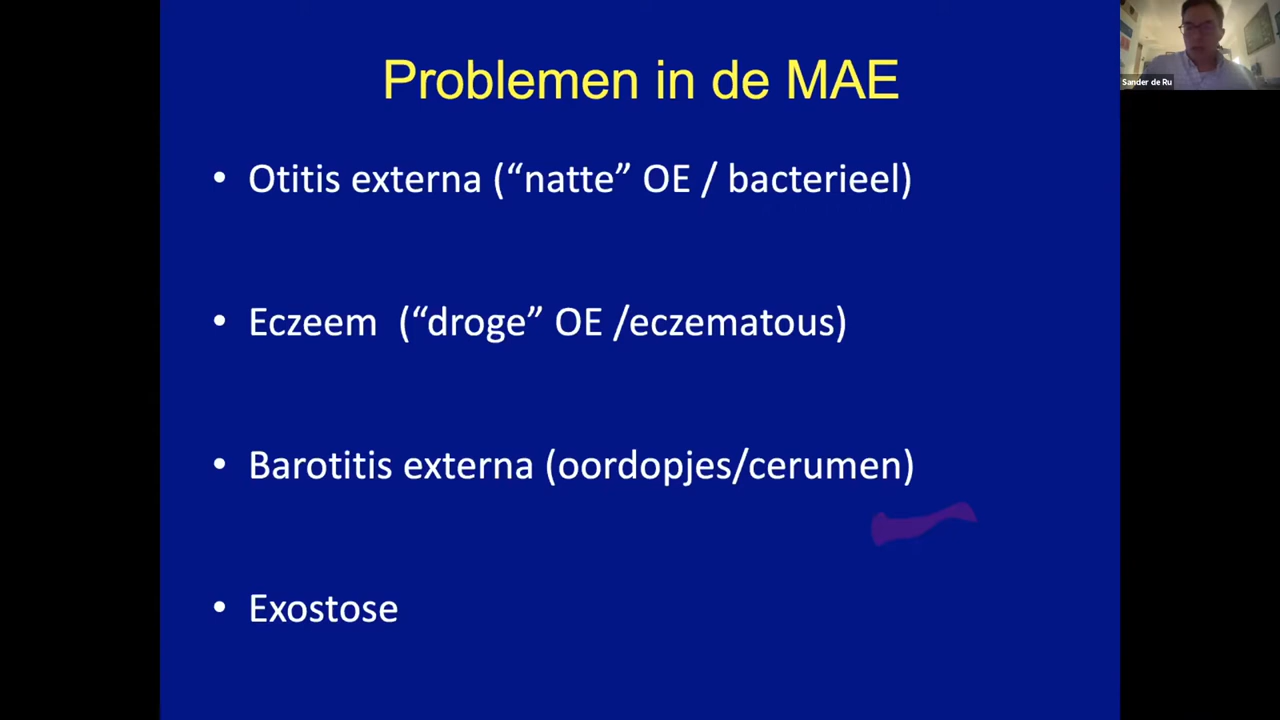 Problemen in de MAE
Sander de Ru
• Otitis externa (“natte” OE / bacterieel)
• Eczeem (“droge” OE /eczematous)
• Barotitis externa (oordopjes/cerumen)
• Exostose